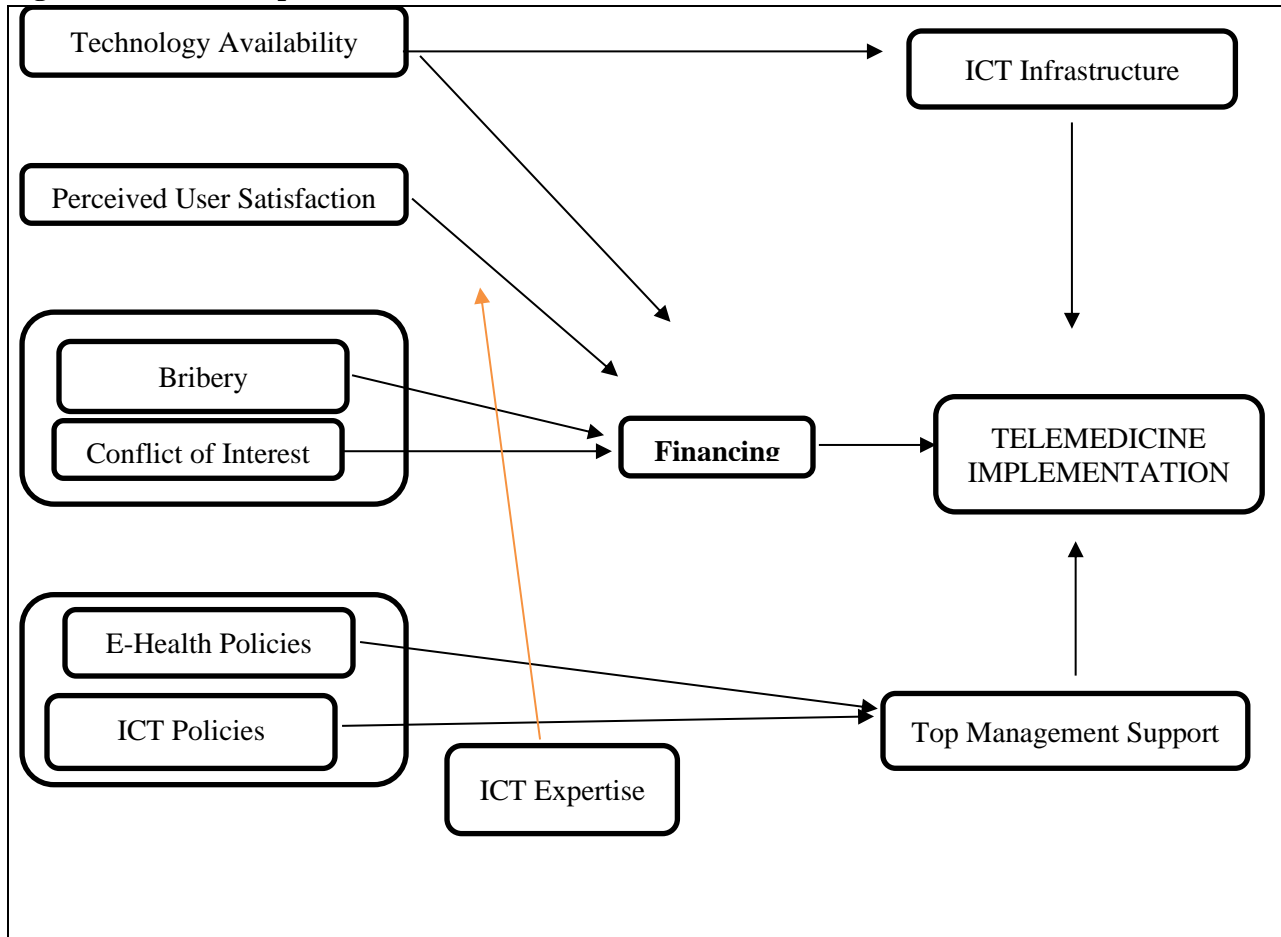 Technology Availability
ICT Infrastructure
Perceived User Satisfaction
Bribery
Conflict of Interest
Financing
TELEMEDICINE
IMPLEMENTATION
E-Health Policies
ICT Policies
Top Management Support
ICT Expertise